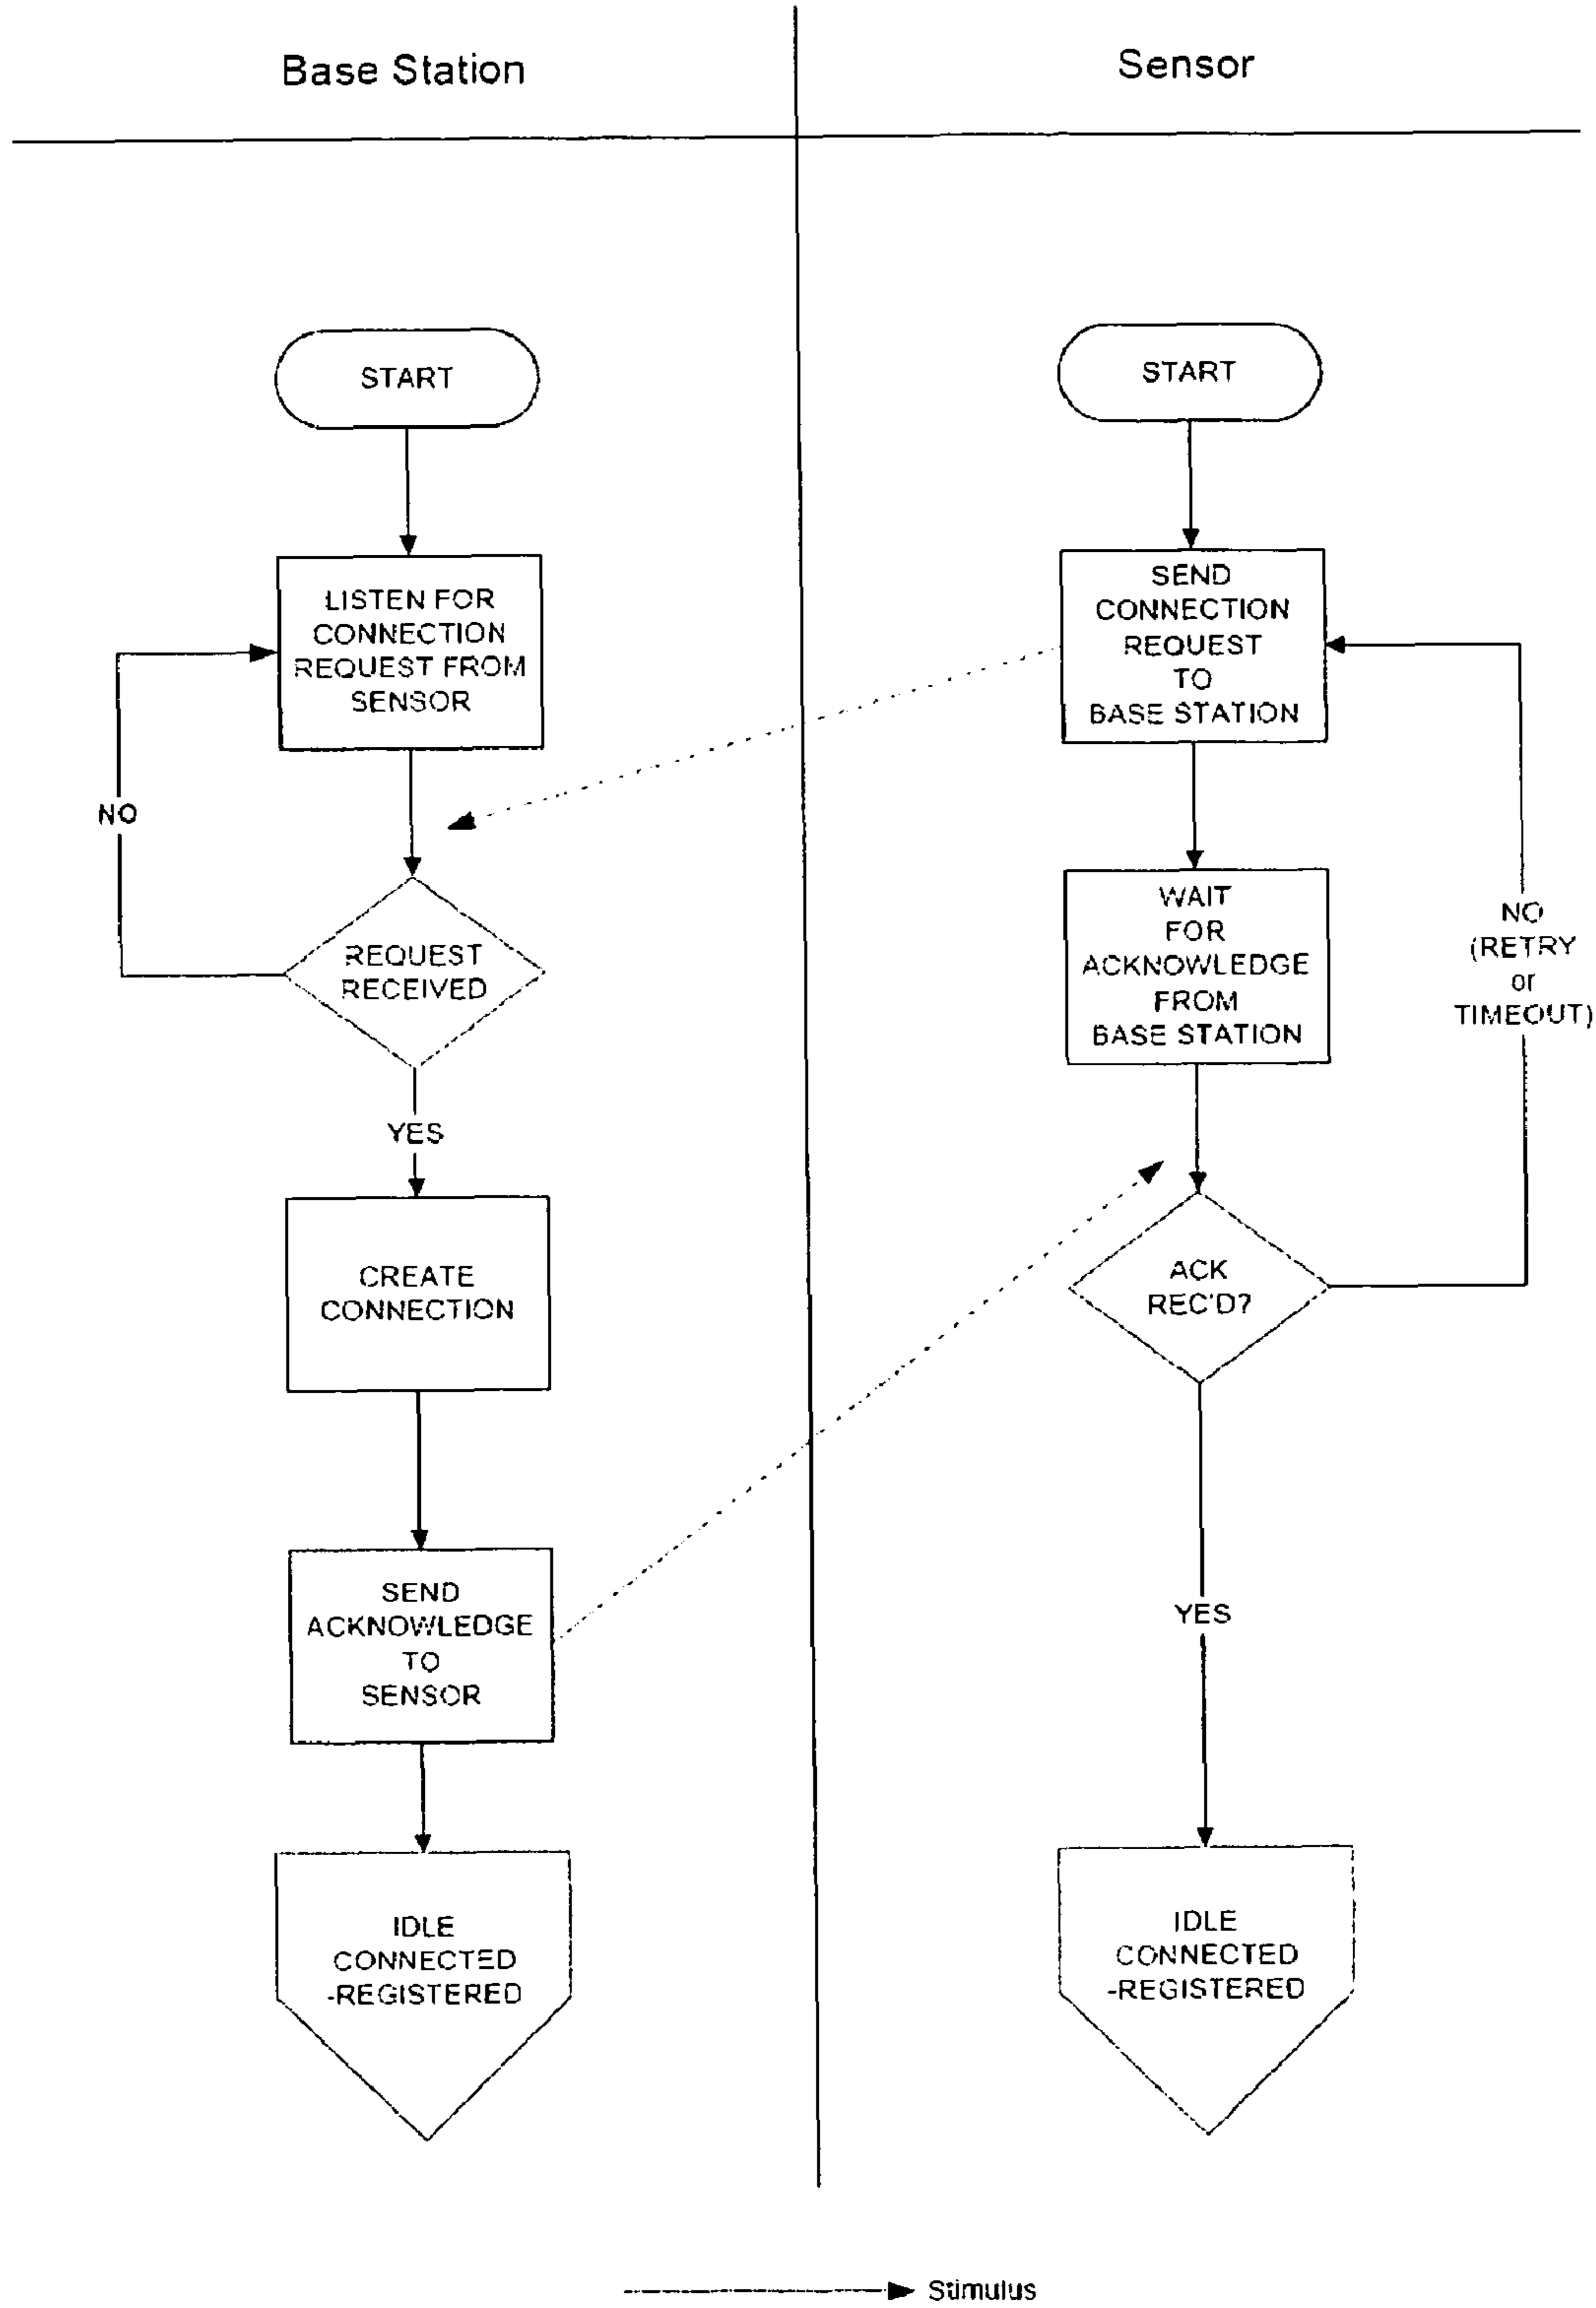 Base Station
Sensor
START
LISTEN FOR
CONNECTION
REQUEST FROM
SENSOR
NO
REQUEST
RECEIVED
YES
CREATE
CONNECTION
SEND
ACKNOWLEDGE
TO
SENSOR
IDLE
CONNECTED
-REGISTERED
START
SEND
CONNECTION
REQUEST
TO
BASE STATION
WAIT
FOR
ACKNOWLEDGE
FROM
BASE STATION
NO
(RETRY
or
TIMEOUT)
ACK
REC'D?
YES
IDLE
CONNECTED
-REGISTERED
Stimulus